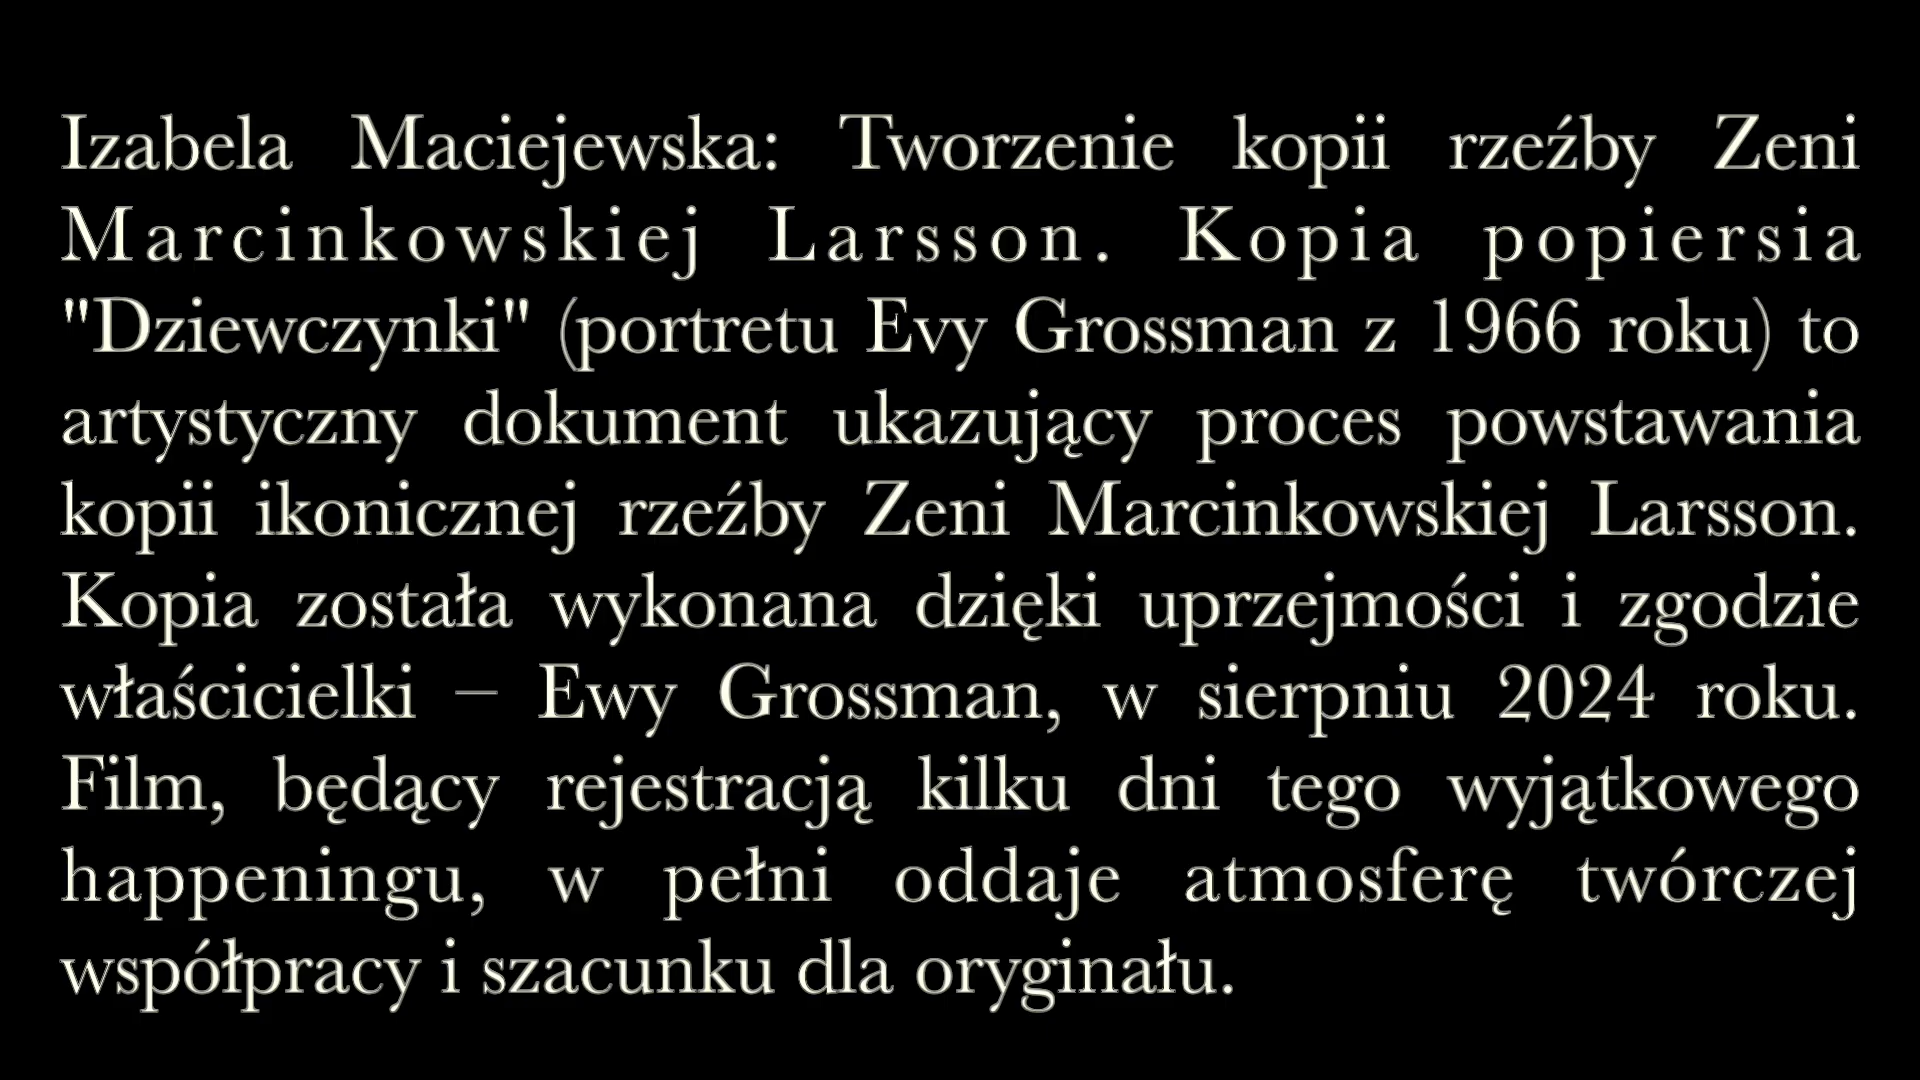 Izabela Maciejewska: Tworzenie kopii rzeźby Zeni
Marcinkowskiej Larsson. Kopia popiersia
"Dziewczynki" (portretu Evy Grossman z 1966 roku) to
artystyczny dokument ukazujący proces powstawania
kopii ikonicznej rzeźby Zeni Marcinkowskiej Larsson.
Kopia została wykonana dzięki uprzejmości i zgodzie
właścicielki – Ewy Grossman, w sierpniu 2024 roku.
Film, będący rejestracją kilku dni tego wyjątkowego
happeningu, w pełni oddaje atmosferę twórczej
współpracy i szacunku dla oryginału.